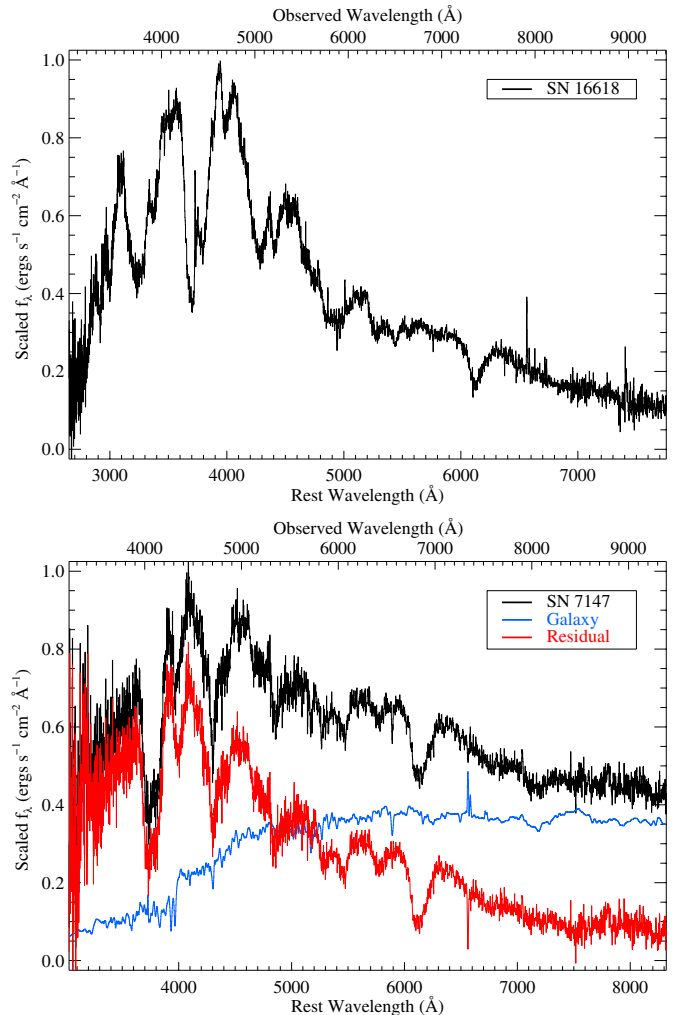 Observed Wavelength (Å)
4000 5000 6000 7000 8000 9000
SN 16618
1.0
0.8
0.6
0.4
0.2
0.0
Scaled fλ (ergs s⁻¹ cm⁻² Å⁻¹)
3000 4000 5000 6000 7000
Rest Wavelength (Å)
Observed Wavelength (Å)
4000 5000 6000 7000 8000 9000
SN 7147
Galaxy
Residual
1.0
0.8
0.6
0.4
0.2
0.0
Scaled fλ (ergs s⁻¹ cm⁻² Å⁻¹)
4000 5000 6000 7000 8000
Rest Wavelength (Å)